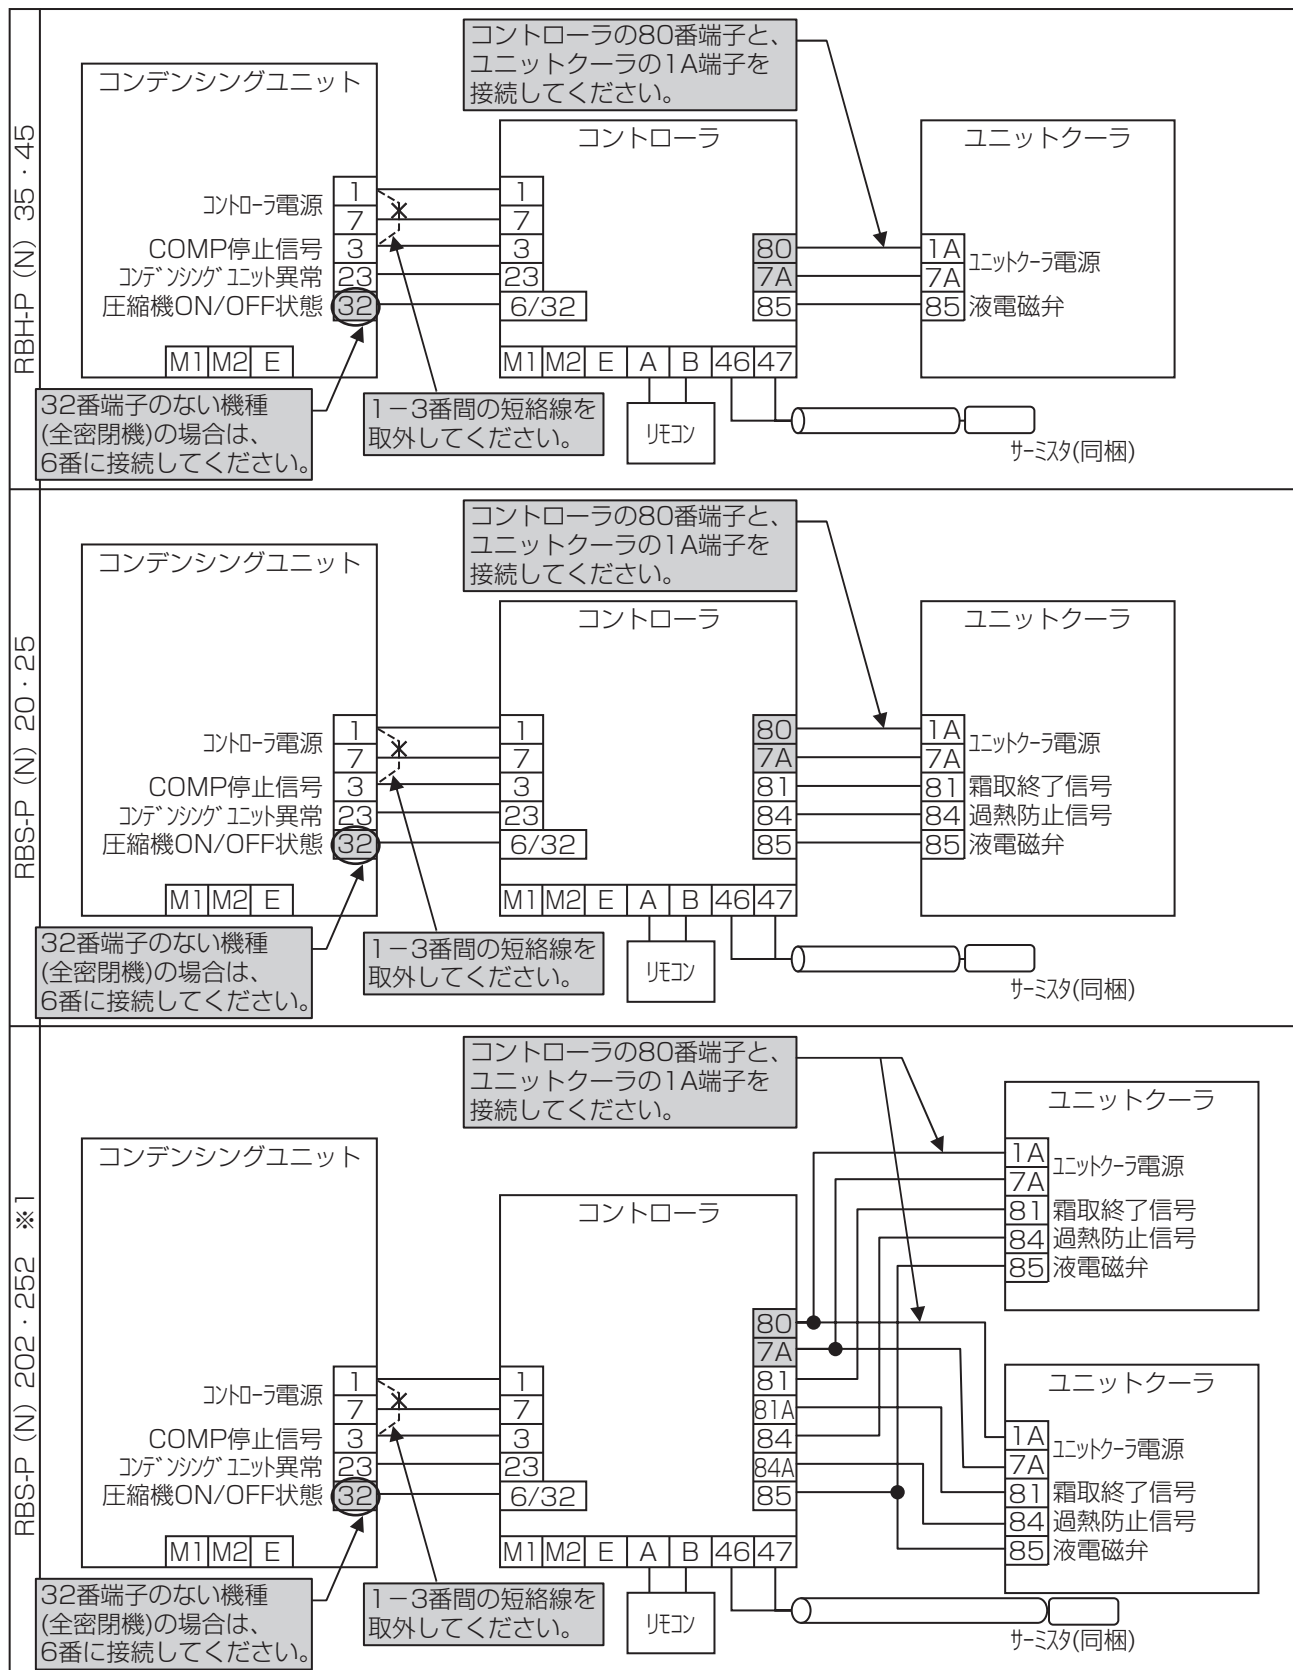 RBH-P（N）35・45
コントローラの80番端子と、
ユニットクーラの1A端子を
接続してください。
コンデンシングユニット
コントローラ
ユニットクーラ
コントローラ電源
1
7
COMP停止信号
3
コンデンシングユニット異常
23
圧縮機ON/OFF状態
32
1
7
3
23
6/32
80
7A
85
1A
7A
ユニットクーラ電源
85
液電磁弁
M1 M2 E
M1 M2 E A B 46 47
32番端子のない機種
(全密閉機)の場合は、
6番に接続してください。
1－3番間の短絡線を
取外してください。
リモコン
サーミスタ(同梱)
RBS-P（N）20・25
コントローラの80番端子と、
ユニットクーラの1A端子を
接続してください。
コンデンシングユニット
コントローラ
ユニットクーラ
コントローラ電源
1
7
COMP停止信号
3
コンデンシングユニット異常
23
圧縮機ON/OFF状態
32
1
7
3
23
6/32
80
7A
81
84
85
1A
7A
ユニットクーラ電源
81
霜取終了信号
84
過熱防止信号
85
液電磁弁
M1 M2 E
M1 M2 E A B 46 47
32番端子のない機種
(全密閉機)の場合は、
6番に接続してください。
1－3番間の短絡線を
取外してください。
リモコン
サーミスタ(同梱)
RBS-P（N）202・252 ※1
コントローラの80番端子と、
ユニットクーラの1A端子を
接続してください。
コンデンシングユニット
コントローラ
ユニットクーラ
1A
7A
ユニットクーラ電源
81
霜取終了信号
84
過熱防止信号
85
液電磁弁
コントローラ電源
1
7
COMP停止信号
3
コンデンシングユニット異常
23
圧縮機ON/OFF状態
32
1
7
3
23
6/32
80
7A
81
81A
84
84A
85
ユニットクーラ
1A
7A
ユニットクーラ電源
81
霜取終了信号
84
過熱防止信号
85
液電磁弁
M1 M2 E
M1 M2 E A B 46 47
32番端子のない機種
(全密閉機)の場合は、
6番に接続してください。
1－3番間の短絡線を
取外してください。
リモコン
サーミスタ(同梱)